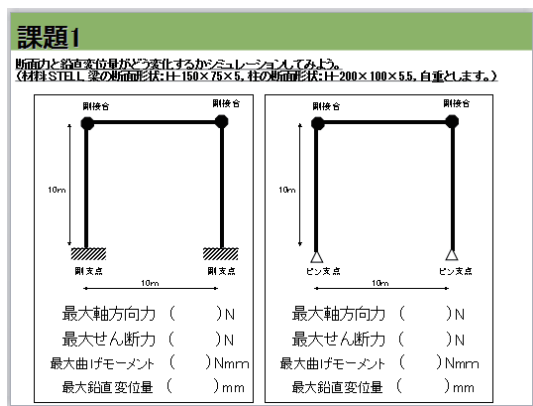 課題1
断面力と鉛直変位量がどう変化するかシミュレーションしてみよう。
(材料:STELL 梁の断面形状:H-150×75×5, 柱の断面形状:H-200×100×5.5, 自重とします。)
剛接合 剛接合
10m
剛支点 剛支点
10m
最大軸方向力 ( )N
最大せん断力 ( )N
最大曲げモーメント ( )Nmm
最大鉛直変位量 ( )mm
剛接合 剛接合
10m
ピン支点 ピン支点
10m
最大軸方向力 ( )N
最大せん断力 ( )N
最大曲げモーメント ( )Nmm
最大鉛直変位量 ( )mm